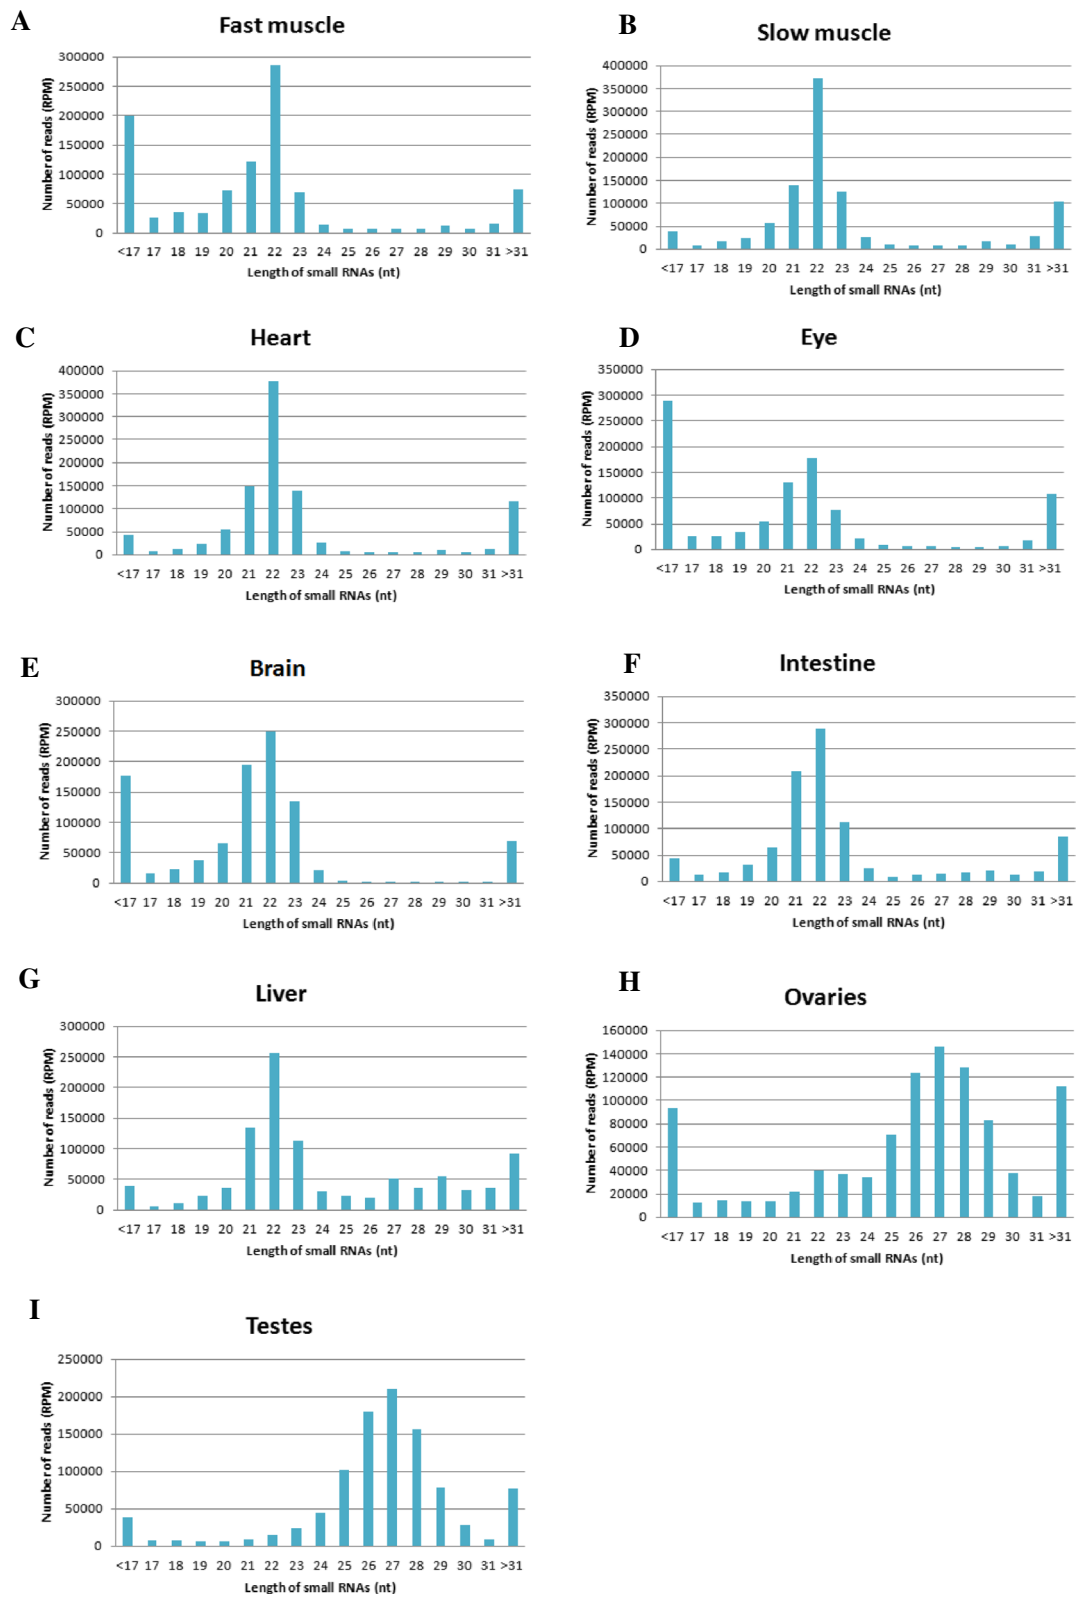 A
Fast muscle
Number of reads (RPM)
300000
250000
200000
150000
100000
50000
0
<17 17 18 19 20 21 22 23 24 25 26 27 28 29 30 31 >31
Length of small RNAs (nt)
B
Slow muscle
Number of reads (RPM)
400000
350000
300000
250000
200000
150000
100000
50000
0
<17 17 18 19 20 21 22 23 24 25 26 27 28 29 30 31 >31
Length of small RNAs (nt)
C
Heart
Number of reads (RPM)
400000
350000
300000
250000
200000
150000
100000
50000
0
<17 17 18 19 20 21 22 23 24 25 26 27 28 29 30 31 >31
Length of small RNAs (nt)
D
Eye
Number of reads (RPM)
350000
300000
250000
200000
150000
100000
50000
0
<17 17 18 19 20 21 22 23 24 25 26 27 28 29 30 31 >31
Length of small RNAs (nt)
E
Brain
Number of reads (RPM)
300000
250000
200000
150000
100000
50000
0
<17 17 18 19 20 21 22 23 24 25 26 27 28 29 30 31 >31
Length of small RNAs (nt)
F
Intestine
Number of reads (RPM)
350000
300000
250000
200000
150000
100000
50000
0
<17 17 18 19 20 21 22 23 24 25 26 27 28 29 30 31 >31
Length of small RNAs (nt)
G
Liver
Number of reads (RPM)
300000
250000
200000
150000
100000
50000
0
<17 17 18 19 20 21 22 23 24 25 26 27 28 29 30 31 >31
Length of small RNAs (nt)
H
Ovaries
Number of reads (RPM)
160000
140000
120000
100000
80000
60000
40000
20000
0
<17 17 18 19 20 21 22 23 24 25 26 27 28 29 30 31 >31
Length of small RNAs (nt)
I
Testes
Number of reads (RPM)
250000
200000
150000
100000
50000
0
<17 17 18 19 20 21 22 23 24 25 26 27 28 29 30 31 >31
Length of small RNAs (nt)